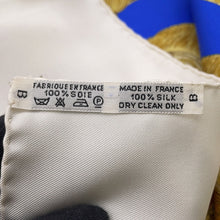 B
FABRIQUE EN FRANCE
100% SOIE
MADE IN FRANCE
100% SILK
DRY CLEAN ONLY
B